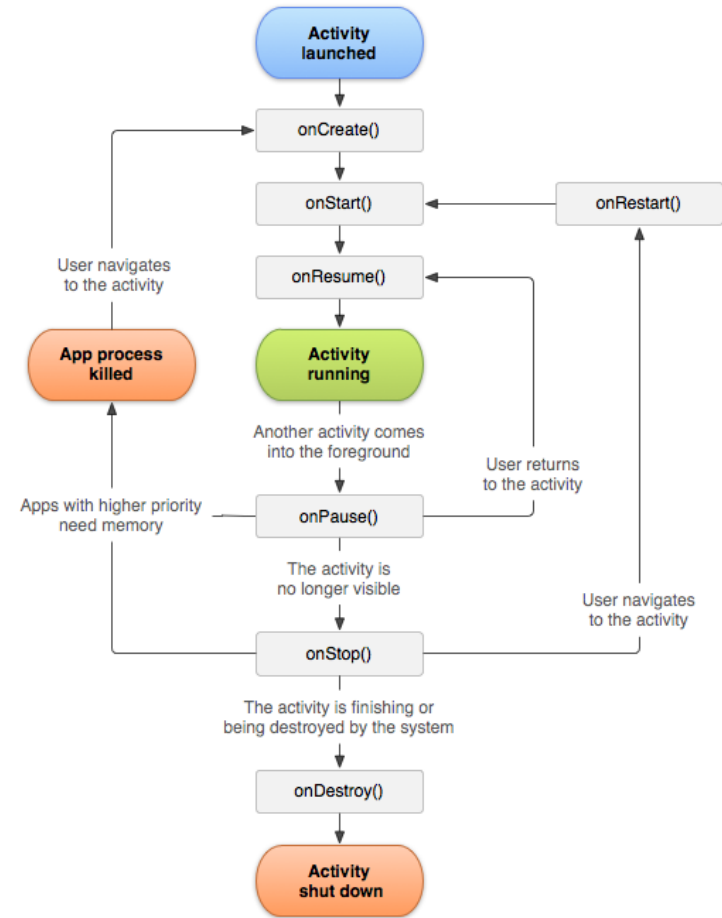 Activity
launched
onCreate()
onStart()
onRestart()
User navigates
to the activity
onResume()
App process
killed
Activity
running
Another activity comes
into the foreground
User returns
to the activity
Apps with higher priority
need memory
onPause()
The activity is
no longer visible
User navigates
to the activity
onStop()
The activity is finishing or
being destroyed by the system
onDestroy()
Activity
shut down